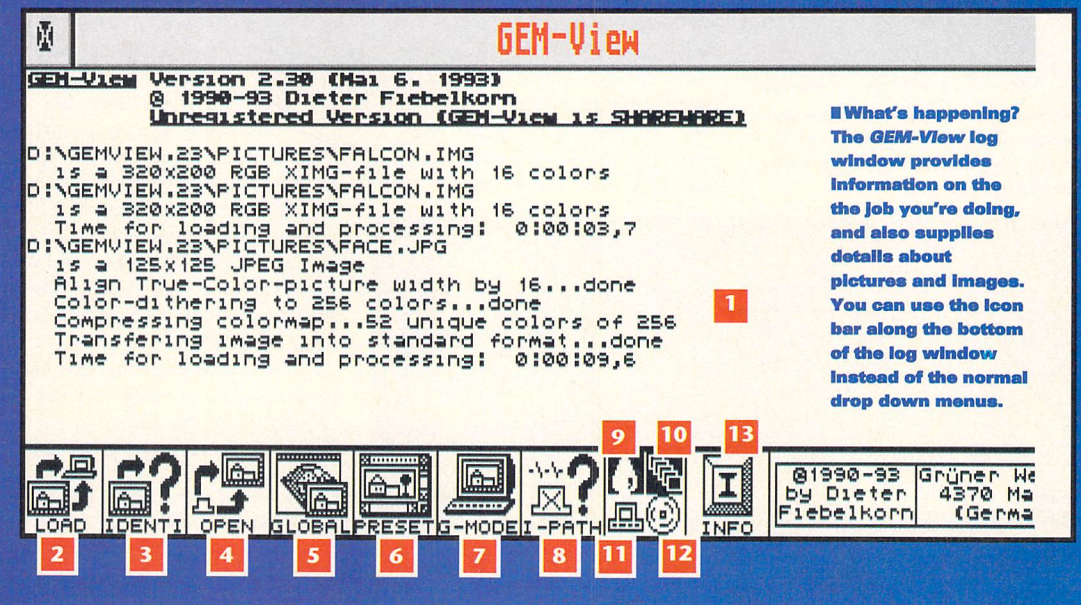 GEM-View
GEM-View Version 2.30 (Mai 6. 1993)
@ 1990-93 Dieter Fiebelkorn
Unregistered Version (GEM-View is SHAREWARE)
D:\GEMVIEW.23\PICTURES\FALCON.IMG
is a 320x200 RGB XIMG-file with 16 colors
D:\GEMVIEW.23\PICTURES\FALCON.IMG
is a 320x200 RGB XIMG-file with 16 colors
Time for loading and processing: 0:00:03,7
D:\GEMVIEW.23\PICTURES\FACE.JPG
is a 125x125 JPEG Image
Align True-Color-picture width by 16...done
Color-dithering to 256 colors...done
Compressing colormap...52 unique colors of 256
Transfering image into standard format...done
Time for loading and processing: 0:00:09,6
1
What's happening?
The GEM-View log
window provides
information on the
the job you're doing,
and also supplies
details about
pictures and images.
You can use the icon
bar along the bottom
of the log window
instead of the normal
drop down menus.
9
10
13
LOAD
IDENTI
OPEN
GLOBAL
PRESET
G-MODE
I-PATH
INFO
@1990-93
by Dieter
Fiebelkorn
Grüner We
4370 Ma
(Germa
2
3
4
5
6
7
8
11
12